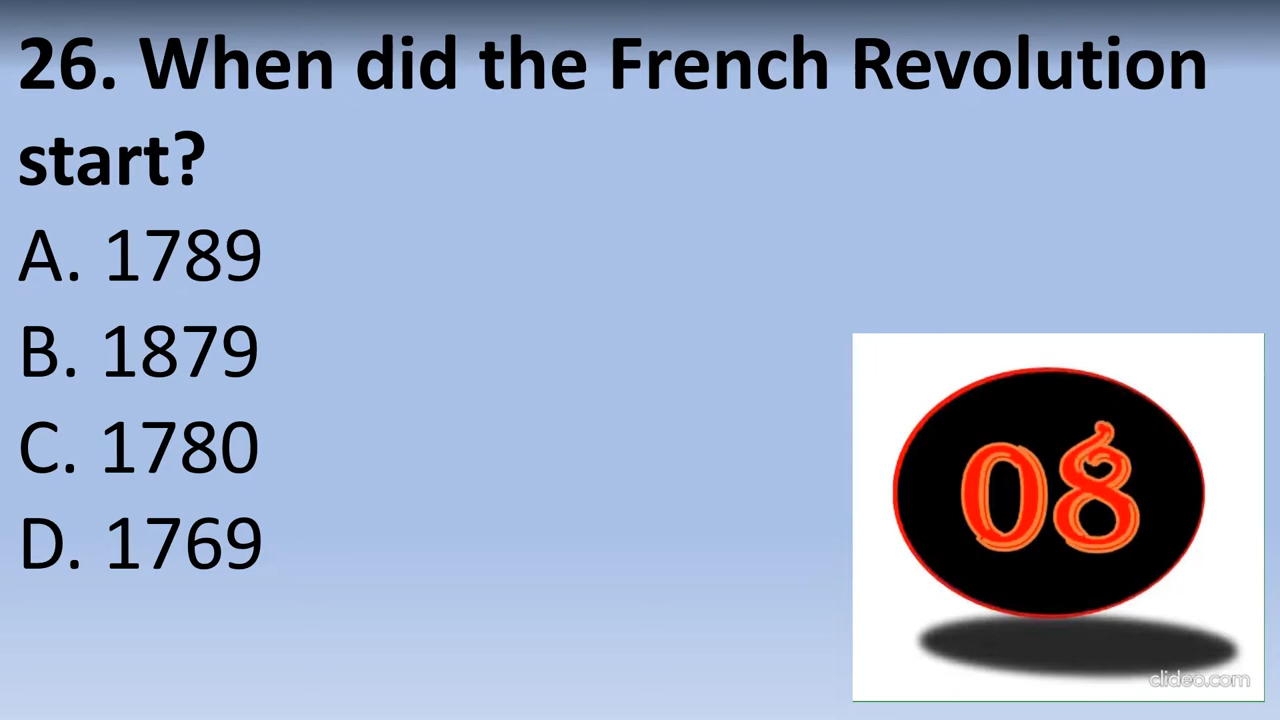 26. When did the French Revolution
start?
A. 1789
B. 1879
C. 1780
D. 1769
08
clideo.com